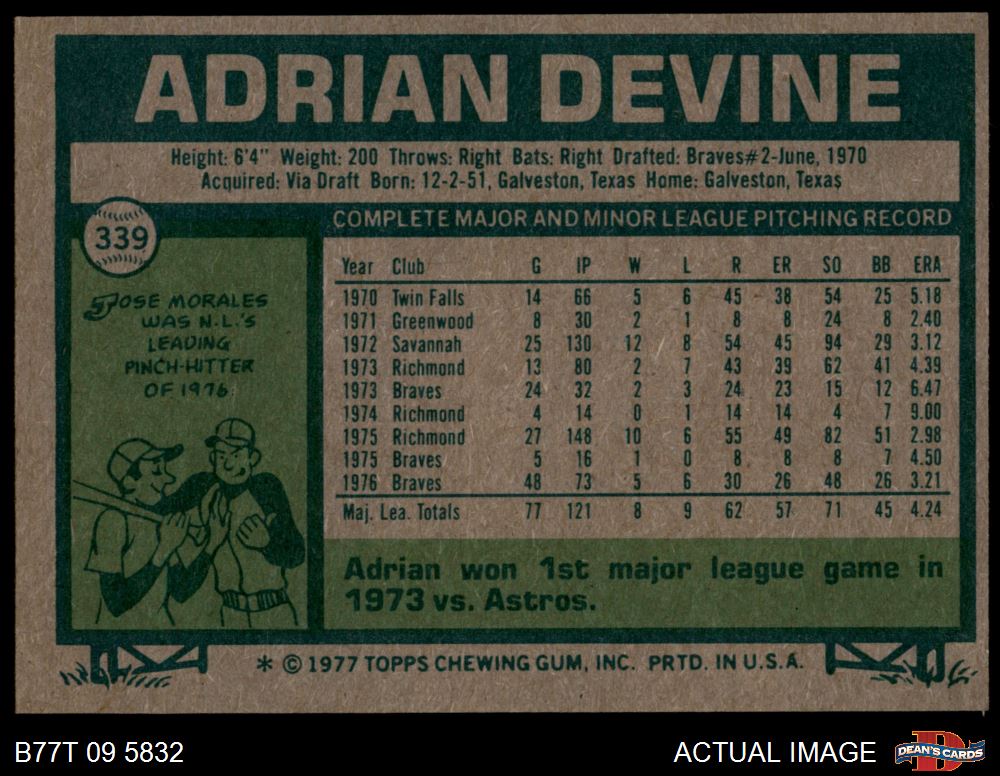 ADRIAN DEVINE
Height: 6'4" Weight: 200 Throws: Right Bats: Right Drafted: Braves#2-June, 1970
Acquired: Via Draft Born: 12-2-51, Galveston, Texas Home: Galveston, Texas
339
JOSE MORALES
WAS N.L.'S
LEADING
PINCH-HITTER
OF 1976
COMPLETE MAJOR AND MINOR LEAGUE PITCHING RECORD
Year Club G IP W L R ER SO BB ERA
1970 Twin Falls 14 66 5 6 45 38 54 25 5.18
1971 Greenwood 8 30 2 1 8 8 24 8 2.40
1972 Savannah 25 130 12 8 54 45 94 29 3.12
1973 Richmond 13 80 2 7 43 39 62 41 4.39
1973 Braves 24 32 2 3 24 23 15 12 6.47
1974 Richmond 4 14 0 1 14 14 4 7 9.00
1975 Richmond 27 148 10 6 55 49 82 51 2.98
1975 Braves 5 16 1 0 8 8 8 7 4.50
1976 Braves 48 73 5 6 30 26 48 26 3.21
Maj. Lea. Totals 77 121 8 9 62 57 71 45 4.24
Adrian won 1st major league game in
1973 vs. Astros.
* © 1977 TOPPS CHEWING GUM, INC. PRTD. IN U.S.A.
B77T 09 5832
ACTUAL IMAGE
DEAN'S CARDS